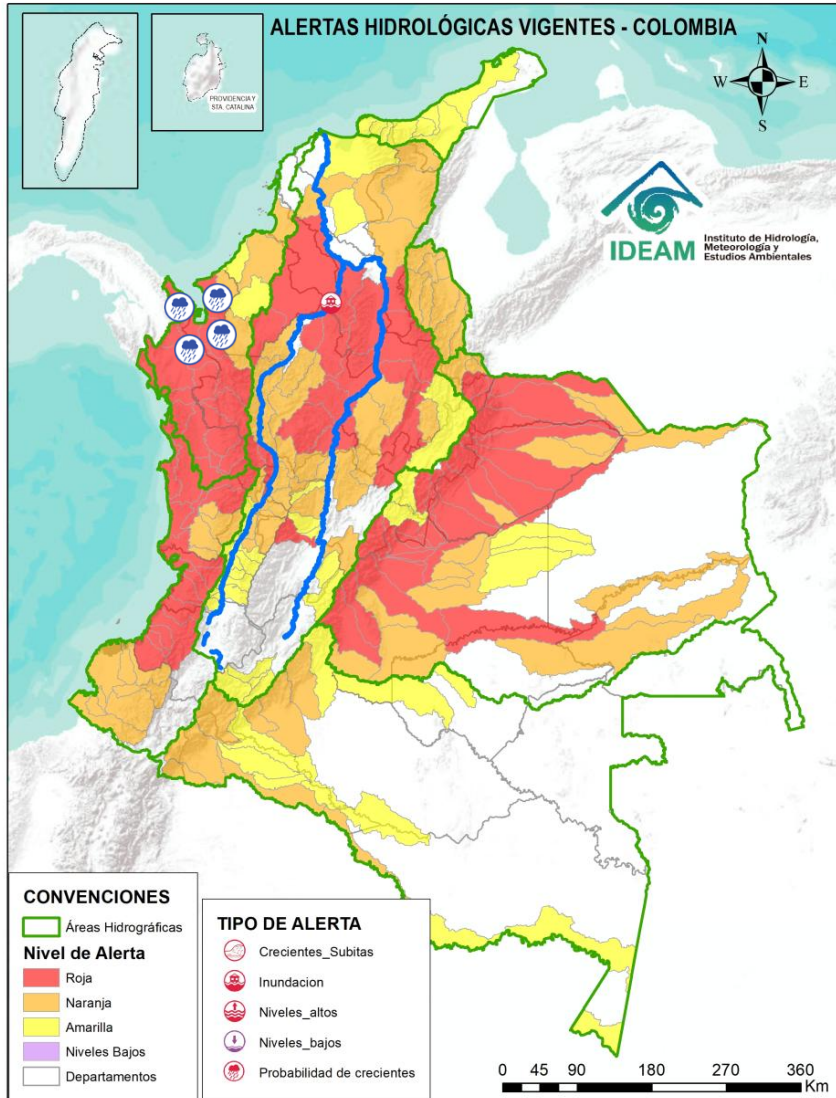 ALERTAS HIDROLÓGICAS VIGENTES - COLOMBIA
PROVIDENCIA Y
STA. CATALINA
N
W
E
S
IDEAM
Instituto de Hidrología,
Meteorología y
Estudios Ambientales
CONVENCIONES
Áreas Hidrográficas
Nivel de Alerta
Roja
Naranja
Amarilla
Niveles Bajos
Departamentos
TIPO DE ALERTA
Crecientes_Subitas
Inundacion
Niveles_altos
Niveles_bajos
Probabilidad de crecientes
0 45 90 180 270 360
Km